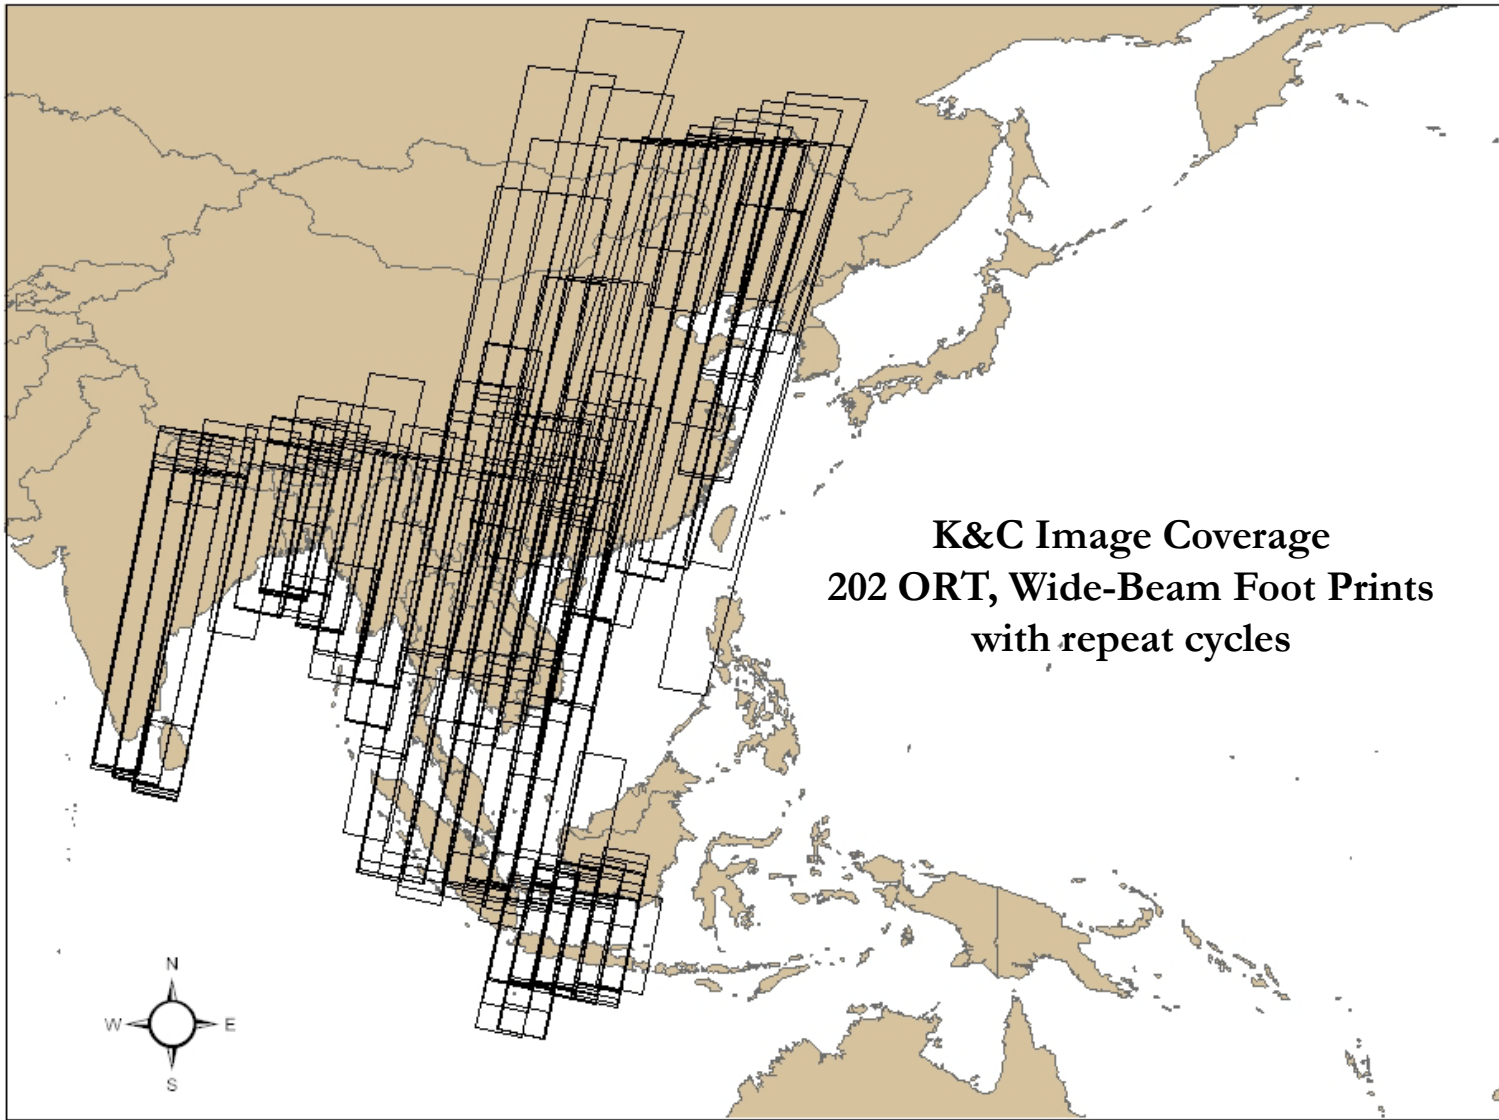 K&C Image Coverage
202 ORT, Wide-Beam Foot Prints
with repeat cycles
N
W E
S